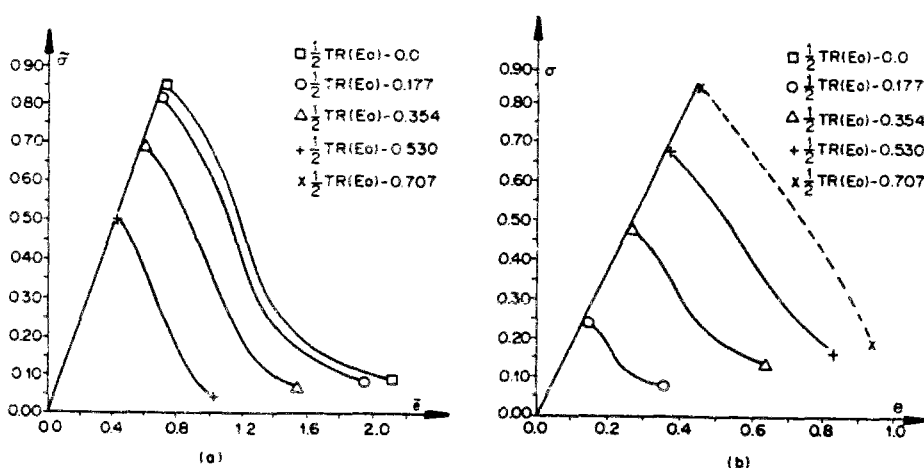 σ̃
0.90
0.80
0.70
0.60
0.50
0.40
0.30
0.20
0.10
0.00
0.0 0.4 0.8 1.2 1.6 2.0
ẽ
(a)
□ 1/2 TR(Eo)-0.0
○ 1/2 TR(Eo)-0.177
△ 1/2 TR(Eo)-0.354
+ 1/2 TR(Eo)-0.530
× 1/2 TR(Eo)-0.707
σ
0.90
0.80
0.65
0.60
0.50
0.40
0.30
0.20
0.10
0.00
0.0 0.2 0.4 0.6 0.8 1.0
e
(b)
□ 1/2 TR(Eo)-0.0
○ 1/2 TR(Eo)-0.177
△ 1/2 TR(Eo)-0.354
+ 1/2 TR(Eo)-0.530
× 1/2 TR(Eo)-0.707